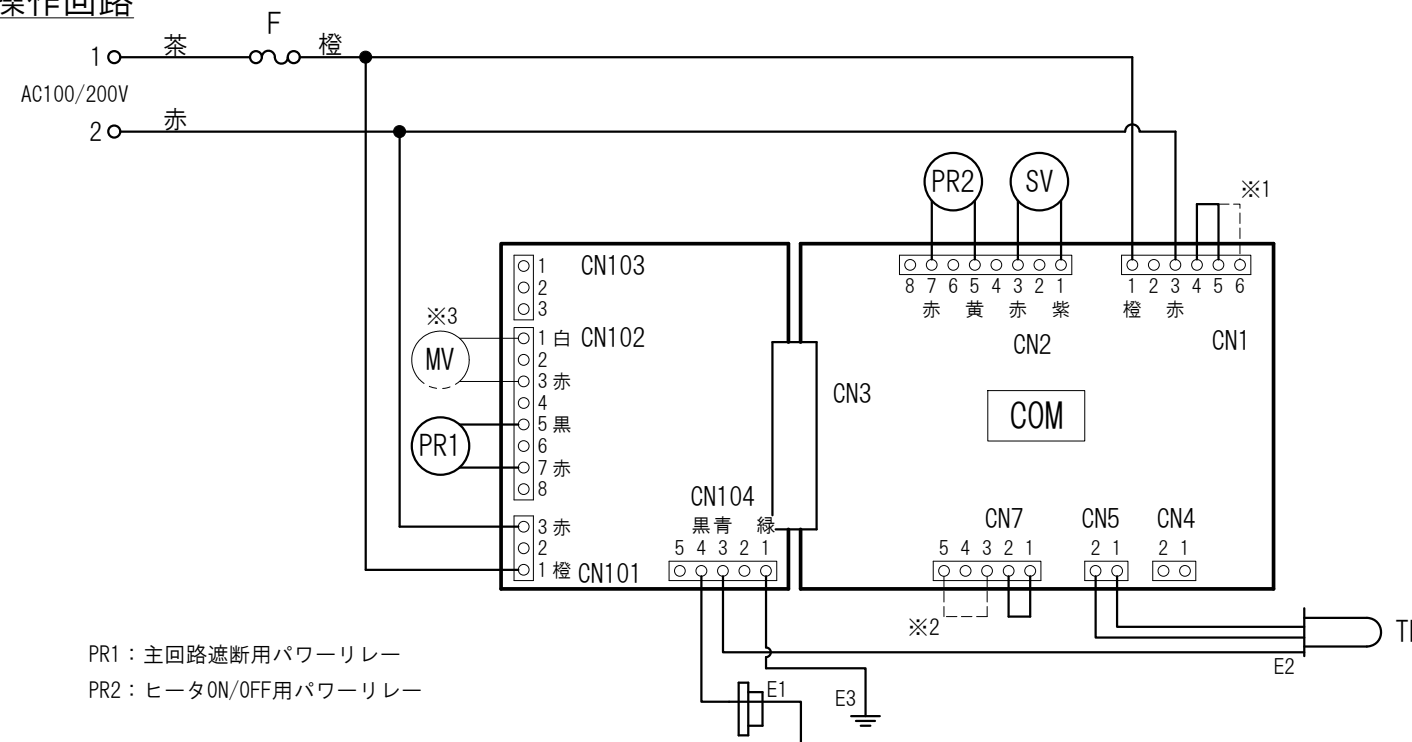 操作回路
F
1 茶 橙
AC100/200V
2 赤
PR2 SV ※1
CN103
1
2
3
8 7 6 5 4 3 2 1
赤 黄 赤 紫
1 2 3 4 5 6
橙 赤
CN2
CN1
※3
MV
CN102
1 白
2
3 赤
4
5 黒
6
7 赤
8
PR1
CN3
COM
CN104
黒 青 緑
5 4 3 2 1
3 赤
2
1 橙 CN101
CN7
5 4 3 2 1
CN5
2 1
CN4
2 1
※2
E2
E1
E3
PR1：主回路遮断用パワーリレー
PR2：ヒータON/OFF用パワーリレー